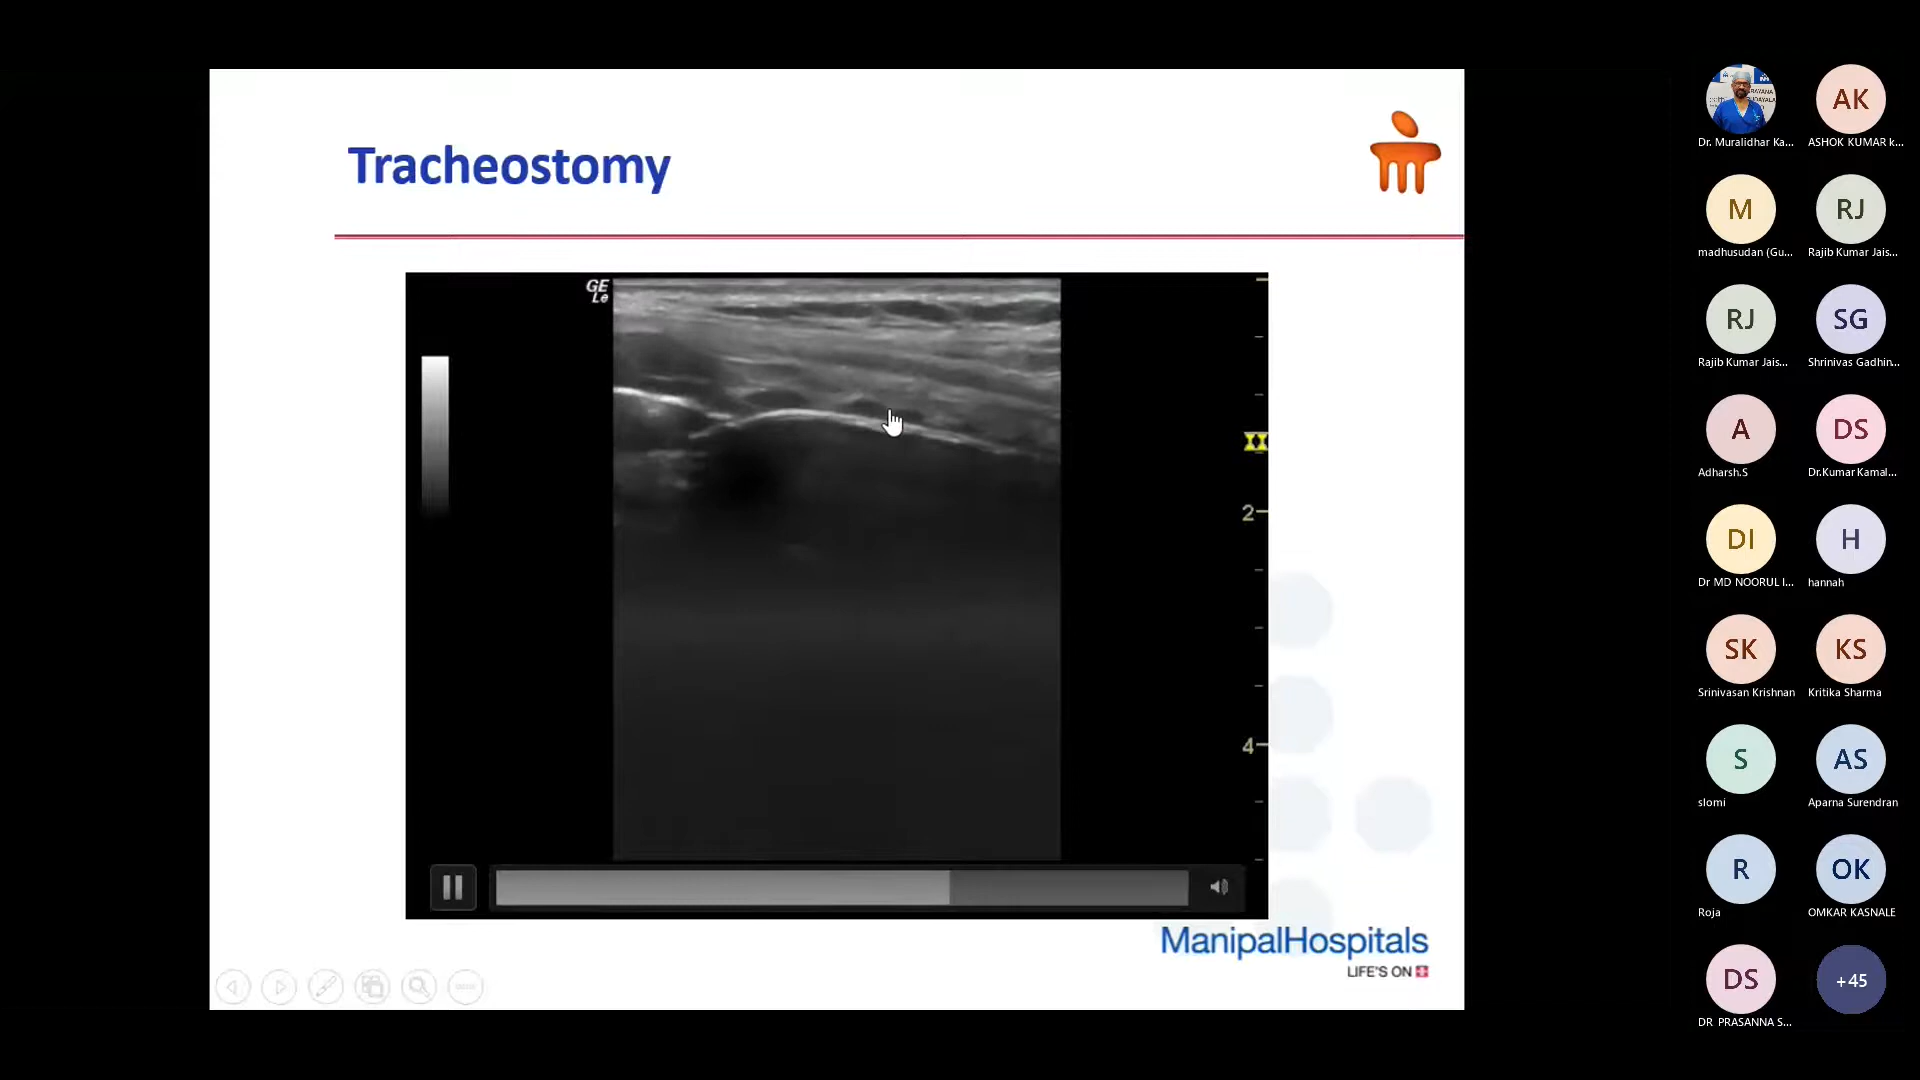 Tracheostomy
GE
Le
2
4
ManipalHospitals
LIFE'S ON
Dr. Muralidhar Ka...
AK
ASHOK KUMAR k...
M
madhusudan (Gu...
RJ
Rajib Kumar Jais...
RJ
Rajib Kumar Jais...
SG
Shrinivas Gadhin...
A
Adharsh.S
DS
Dr.Kumar Kamal...
DI
Dr MD NOORUL I...
H
hannah
SK
Srinivasan Krishnan
KS
Kritika Sharma
S
slomi
AS
Aparna Surendran
R
Roja
OK
OMKAR KASNALE
DS
DR PRASANNA S...
+45